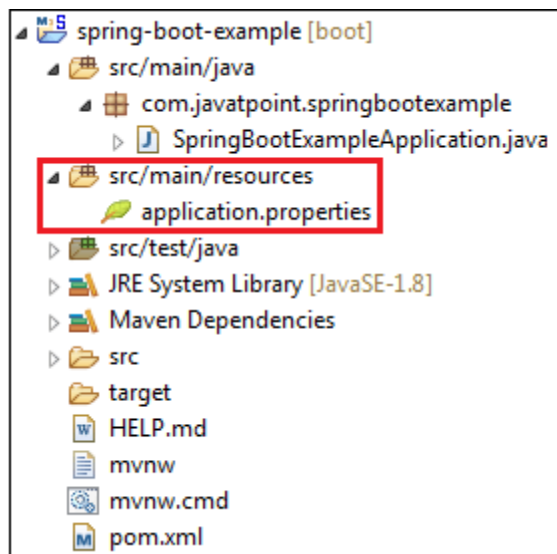 spring-boot-example [boot]
src/main/java
com.javatpoint.springbootexample
SpringBootExampleApplication.java
src/main/resources
application.properties
src/test/java
JRE System Library [JavaSE-1.8]
Maven Dependencies
src
target
HELP.md
mvnw
mvnw.cmd
pom.xml